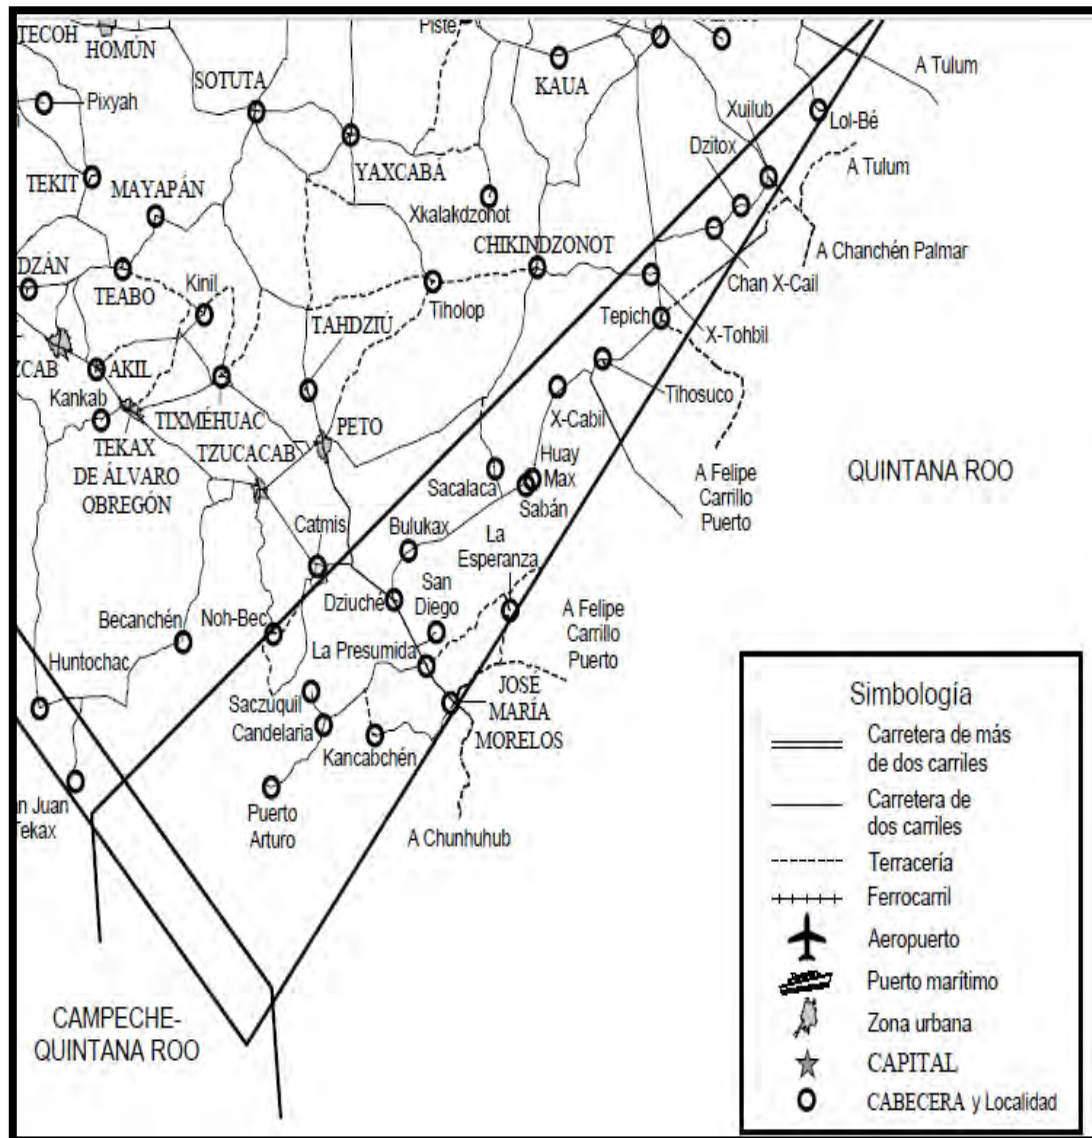 TECOH
HOMÚN
Piste
KAUA
A Tulum
SOTUTA
Pixyah
Xuilub
Lol-Bé
Dzitox
YAXCABÁ
A Tulum
TEKIT
MAYAPÁN
Xkalakdzonot
CHIKINDZONOT
A Chanchén Palmar
DZÁN
TEABO
Kinil
Tiholop
Chan X-Cail
TAHDZIÚ
Tepich
X-Tohbil
ZCAB
AKIL
Kankab
Tihosuco
TIXMÉHUAC
PETO
X-Cabil
TEKAX
DE ÁLVARO
OBREGÓN
TZUCACAB
Huay
Max
Sacalaca
Sabán
A Felipe
Carrillo
Puerto
QUINTANA ROO
Catmis
Bulukax
La
Esperanza
San
Diego
Becanchén
Noh-Bec
Dziuché
A Felipe
Carrillo
Puerto
Huntochac
La Presumida
Saczuquil
Candelaria
Kancabchén
JOSÉ
MARÍA
MORELOS
n Juan
Tekax
Puerto
Arturo
A Chunhuhub
CAMPECHE-
QUINTANA ROO
Simbología
Carretera de más
de dos carriles
Carretera de
dos carriles
Terracería
Ferrocarril
Aeropuerto
Puerto marítimo
Zona urbana
CAPITAL
CABECERA y Localidad